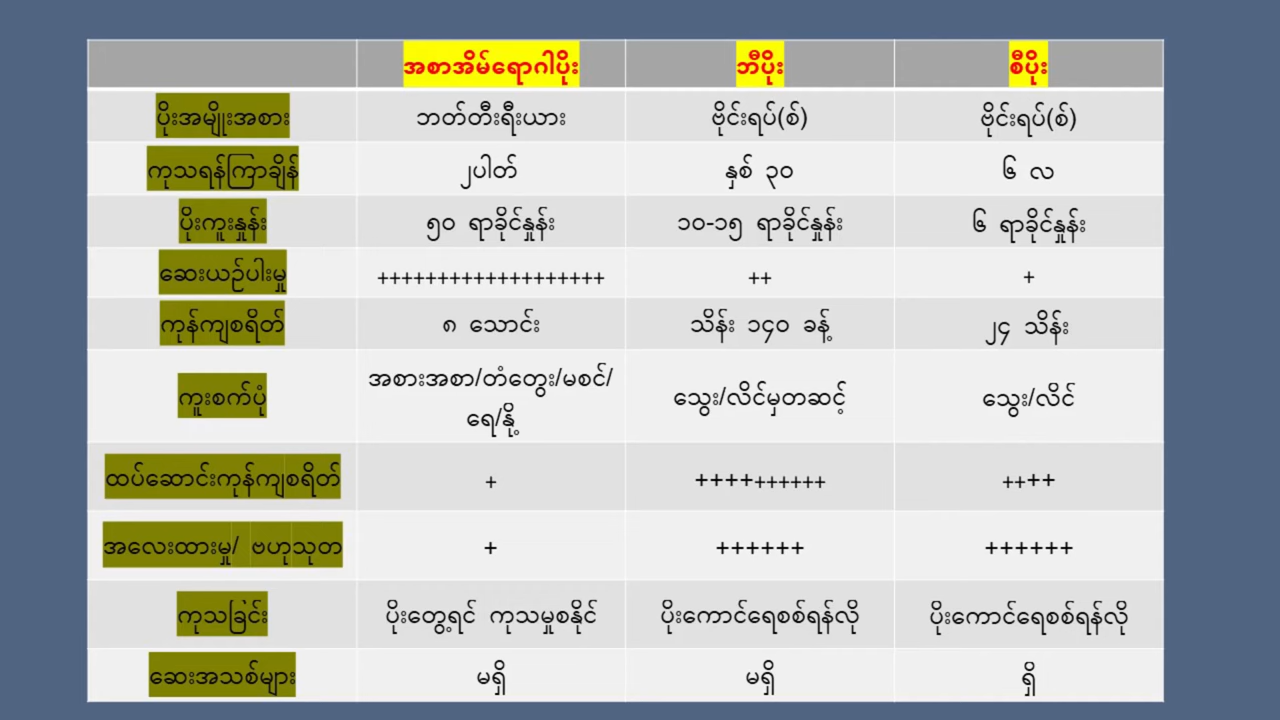 အစာအိမ်ရောဂါပိုး ဘီပိုး စီပိုး
ပိုးအမျိုးအစား ဘတ်တီးရီးယား ဗိုင်းရပ်(စ်) ဗိုင်းရပ်(စ်)
ကုသရန်ကြာချိန် ၂ပါတ် နှစ် ၃၀ ၆ လ
ပိုးကူးနှုန်း ၅၀ ရာခိုင်နှုန်း ၁၀-၁၅ ရာခိုင်နှုန်း ၆ ရာခိုင်နှုန်း
ဆေးယဉ်ပါးမှု +++++++++++++++++++ ++ +
ကုန်ကျစရိတ် ၈ သောင်း သိန်း ၁၄၀ ခန့် ၂၄ သိန်း
ကူးစက်ပုံ အစားအစာ/တံတွေး/မစင်/ သွေး/လိင်မှတဆင့် သွေး/လိင်
ရေ/နို့
ထပ်ဆောင်းကုန်ကျစရိတ် + ++++++++++ ++++
အလေးထားမှု/ ဗဟုသုတ + ++++++ ++++++
ကုသခြင်း ပိုးတွေ့ရင် ကုသမှုစနိုင် ပိုးကောင်ရေစစ်ရန်လို ပိုးကောင်ရေစစ်ရန်လို
ဆေးအသစ်များ မရှိ မရှိ ရှိ